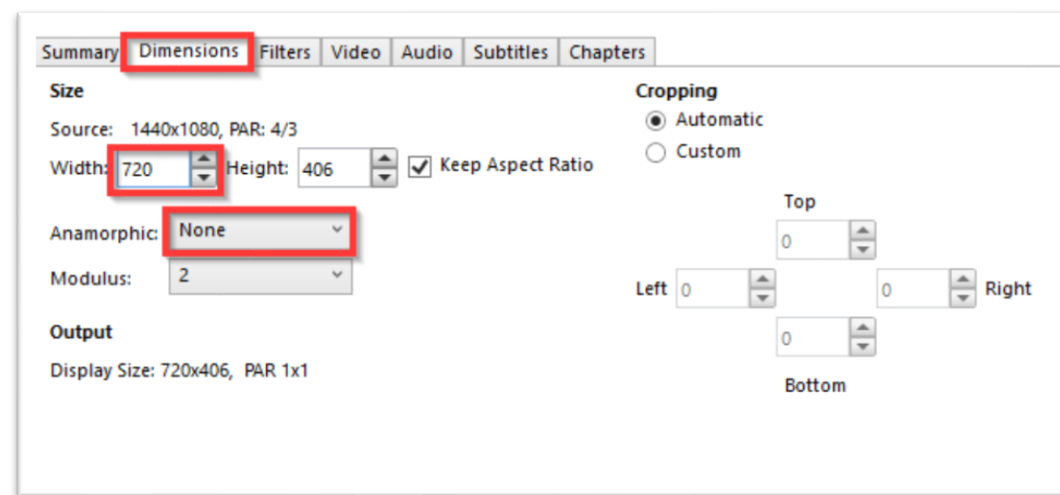 Summary Dimensions Filters Video Audio Subtitles Chapters
Size
Source: 1440x1080, PAR: 4/3
Width: 720 Height: 406 Keep Aspect Ratio
Anamorphic: None
Modulus: 2
Output
Display Size: 720x406, PAR 1x1
Cropping
Automatic
Custom
Top
0
Left 0 0 Right
0
Bottom